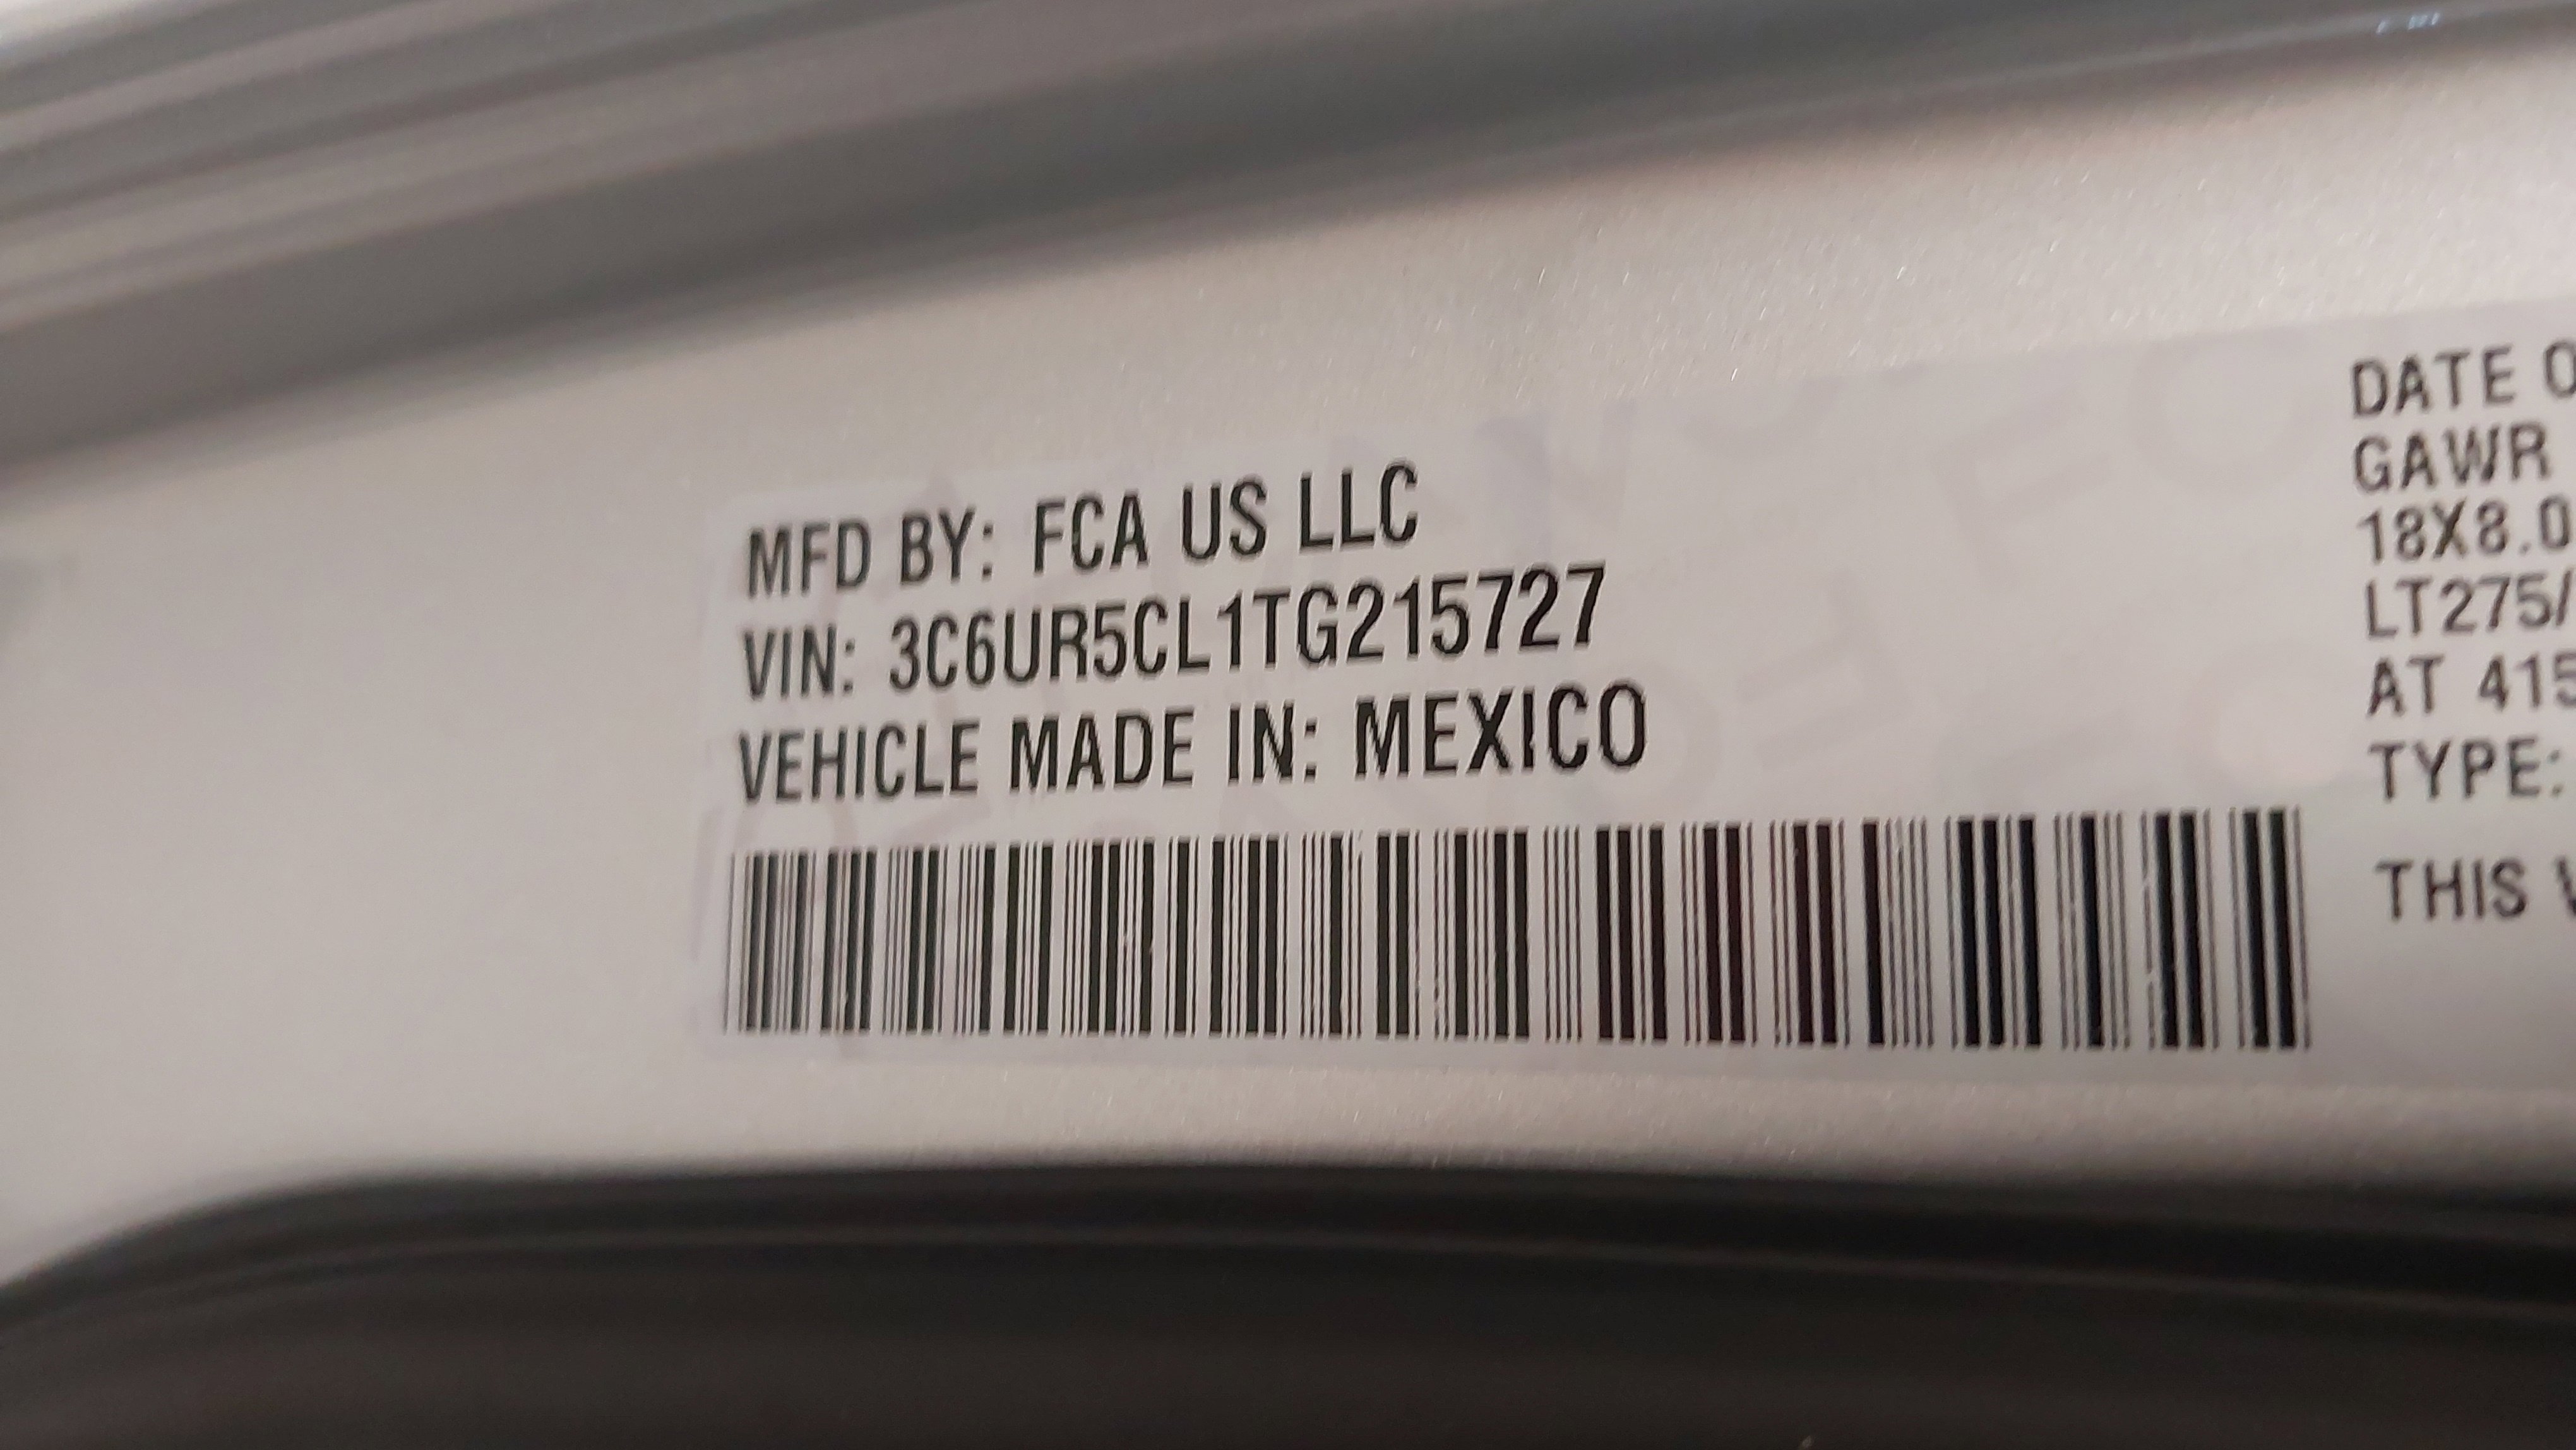 MFD BY: FCA US LLC
VIN: 3C6UR5CL1TG215727
VEHICLE MADE IN: MEXICO
DATE O
GAWR
18X8.0
LT275/
AT 415
TYPE:
THIS